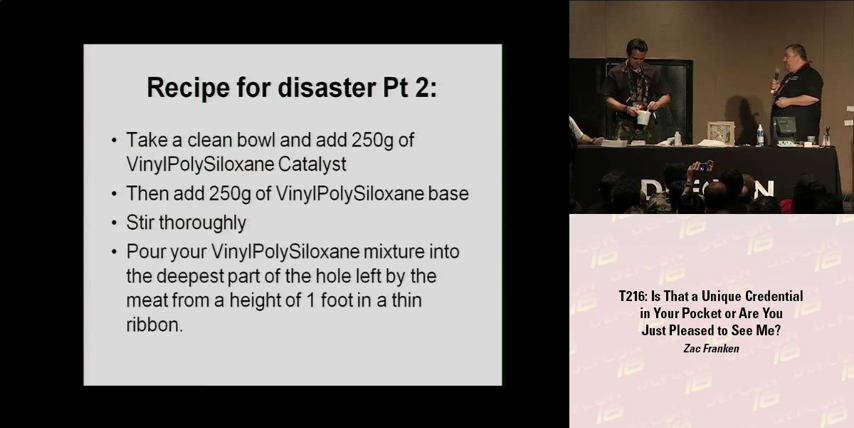 Recipe for disaster Pt 2:
• Take a clean bowl and add 250g of
VinylPolySiloxane Catalyst
• Then add 250g of VinylPolySiloxane base
• Stir thoroughly
• Pour your VinylPolySiloxane mixture into
the deepest part of the hole left by the
meat from a height of 1 foot in a thin
ribbon.
T216: Is That a Unique Credential
in Your Pocket or Are You
Just Pleased to See Me?
Zac Franken